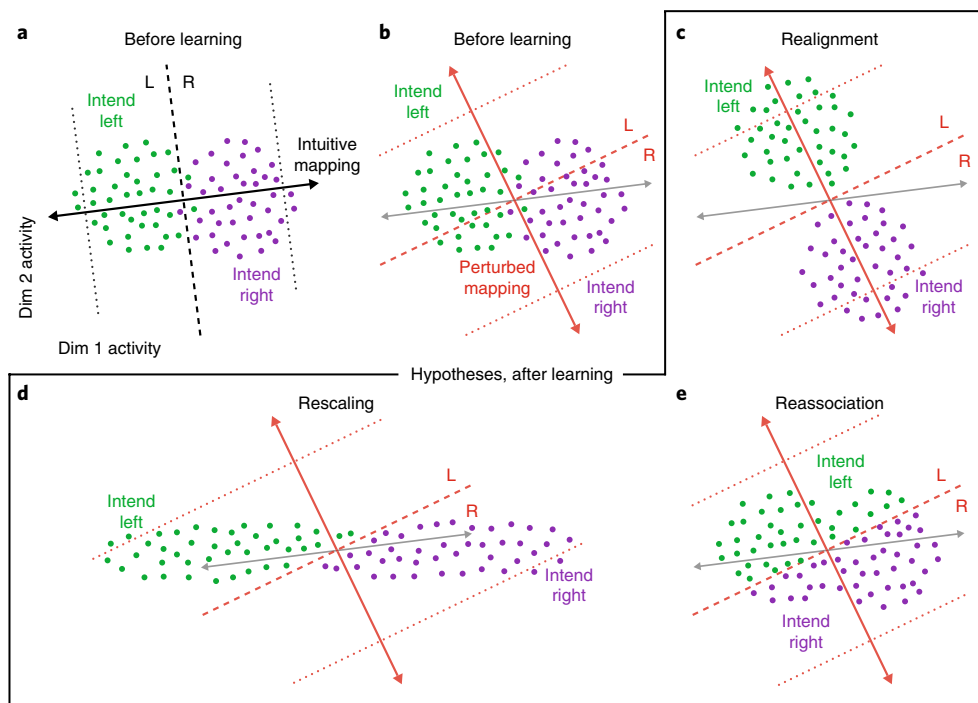 a
Before learning
L
R
Intend
left
Intuitive
mapping
Intend
right
Dim 2 activity
Dim 1 activity
b
Before learning
Intend
left
L
R
Perturbed
mapping
Intend
right
c
Realignment
Intend
left
L
R
Intend
right
Hypotheses, after learning
d
Rescaling
Intend
left
L
R
Intend
right
e
Reassociation
Intend
left
L
R
Intend
right